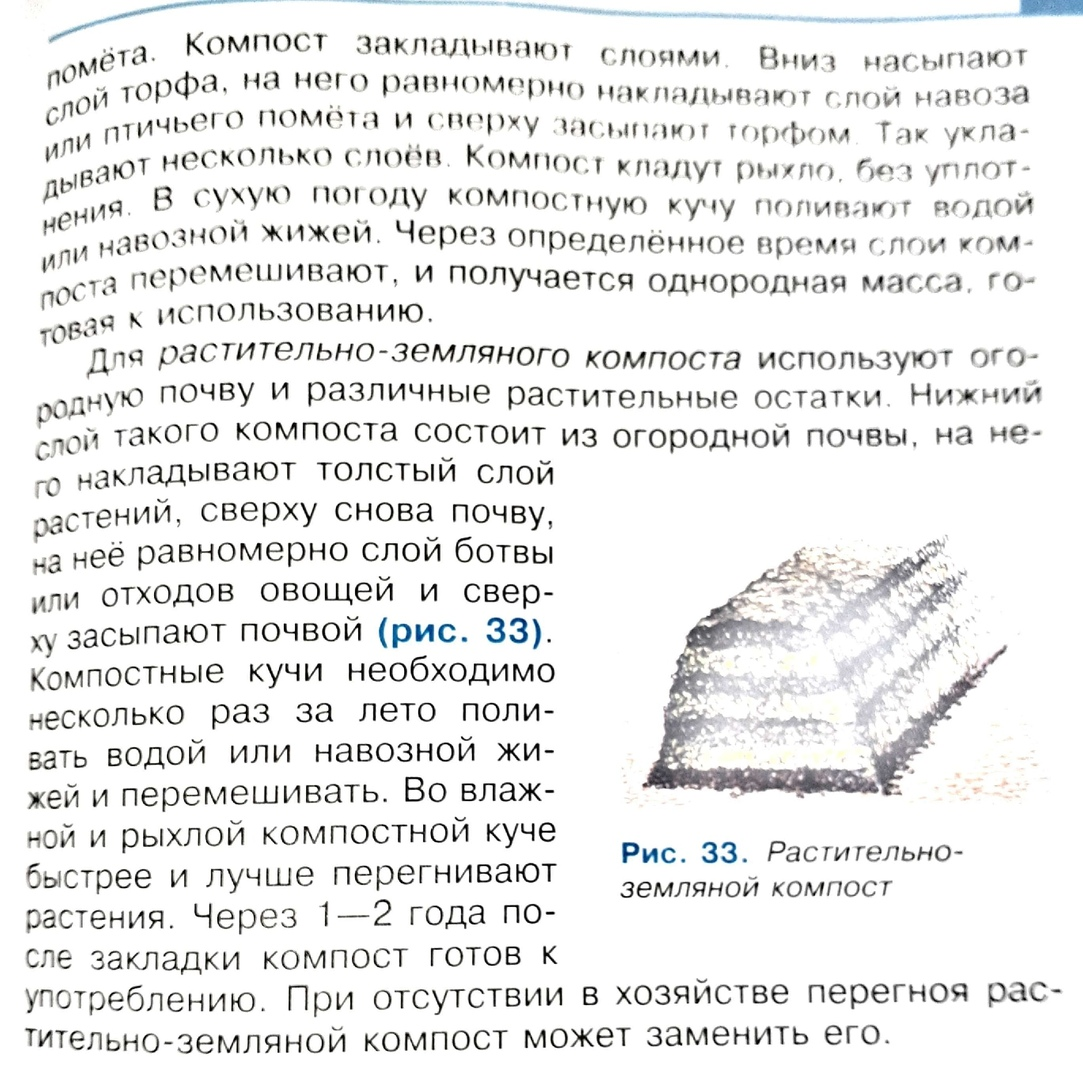 помёта. Компост закладывают слоями. Вниз насыпают
слой торфа, на него равномерно накладывают слой навоза
или птичьего помёта и сверху засыпают торфом. Так укла-
дывают несколько слоёв. Компост кладут рыхло, без уплот-
нения. В сухую погоду компостную кучу поливают водой
или навозной жижей. Через определённое время слои ком-
поста перемешивают, и получается однородная масса, го-
товая к использованию.
Для растительно-земляного компоста используют ого-
родную почву и различные растительные остатки. Нижний
слой такого компоста состоит из огородной почвы, на не-
го накладывают толстый слой
растений, сверху снова почву,
на неё равномерно слой ботвы
или отходов овощей и свер-
ху засыпают почвой (рис. 33).
Компостные кучи необходимо
несколько раз за лето поли-
вать водой или навозной жи-
жей и перемешивать. Во влаж-
ной и рыхлой компостной куче
быстрее и лучше перегнивают
растения. Через 1—2 года по-
сле закладки компост готов к
употреблению. При отсутствии в хозяйстве перегноя рас-
тительно-земляной компост может заменить его.
Рис. 33. Растительно-
земляной компост